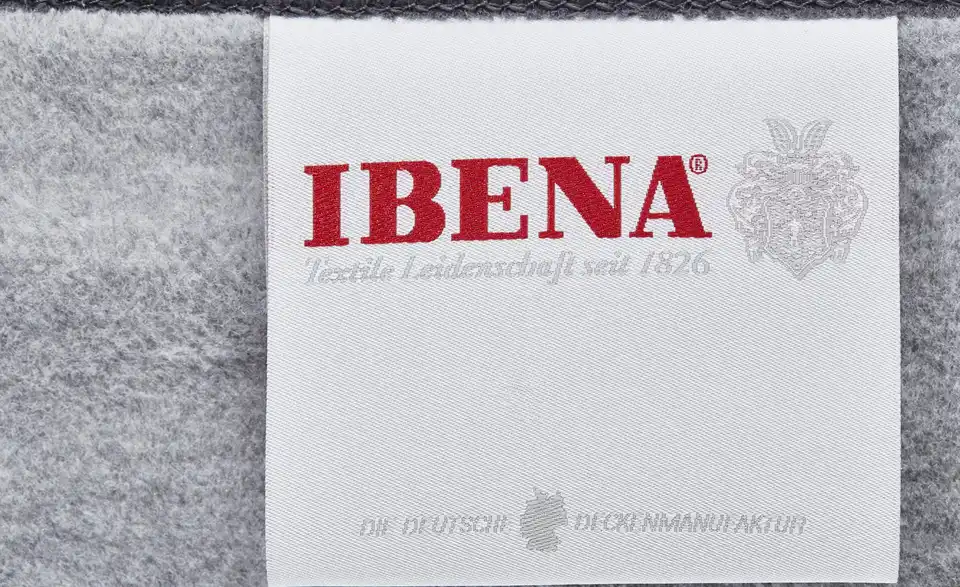 IBENA®
Textile Leidenschaft seit 1826
DIE DEUTSCHE DECKENMANUFAKTUR